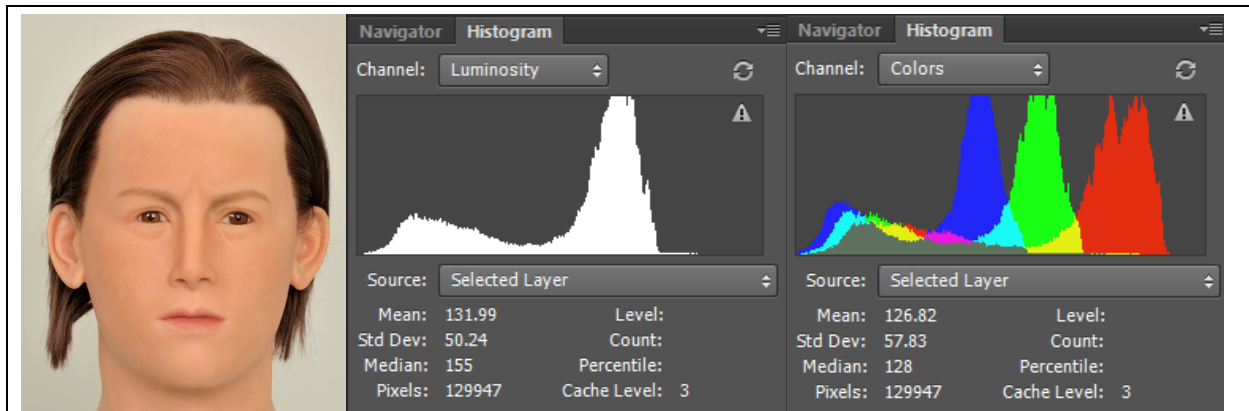 Navigator Histogram
Channel: Luminosity
Source: Selected Layer
Mean: 131.99 Level:
Std Dev: 50.24 Count:
Median: 155 Percentile:
Pixels: 129947 Cache Level: 3
Navigator Histogram
Channel: Colors
Source: Selected Layer
Mean: 126.82 Level:
Std Dev: 57.83 Count:
Median: 128 Percentile:
Pixels: 129947 Cache Level: 3